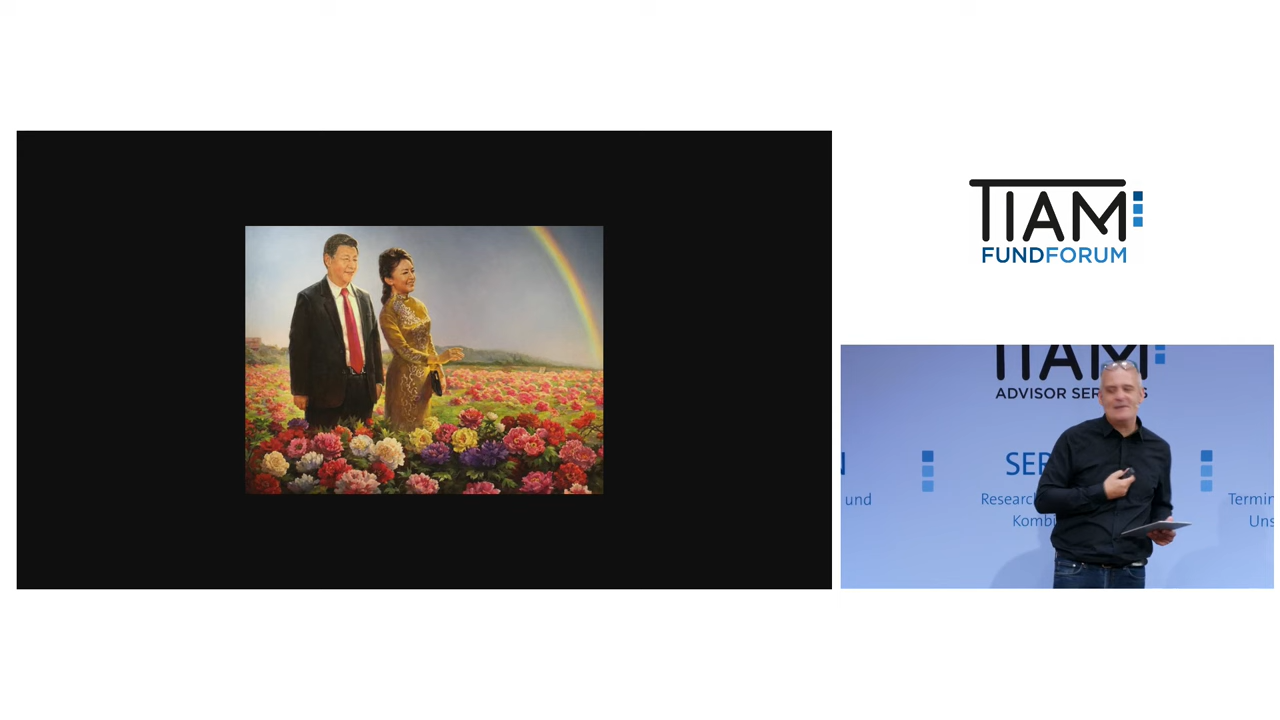 TIAM
FUNDFORUM
TIAM
ADVISOR SER S
N
SER
und
Research
Kombi
Termin
Uns